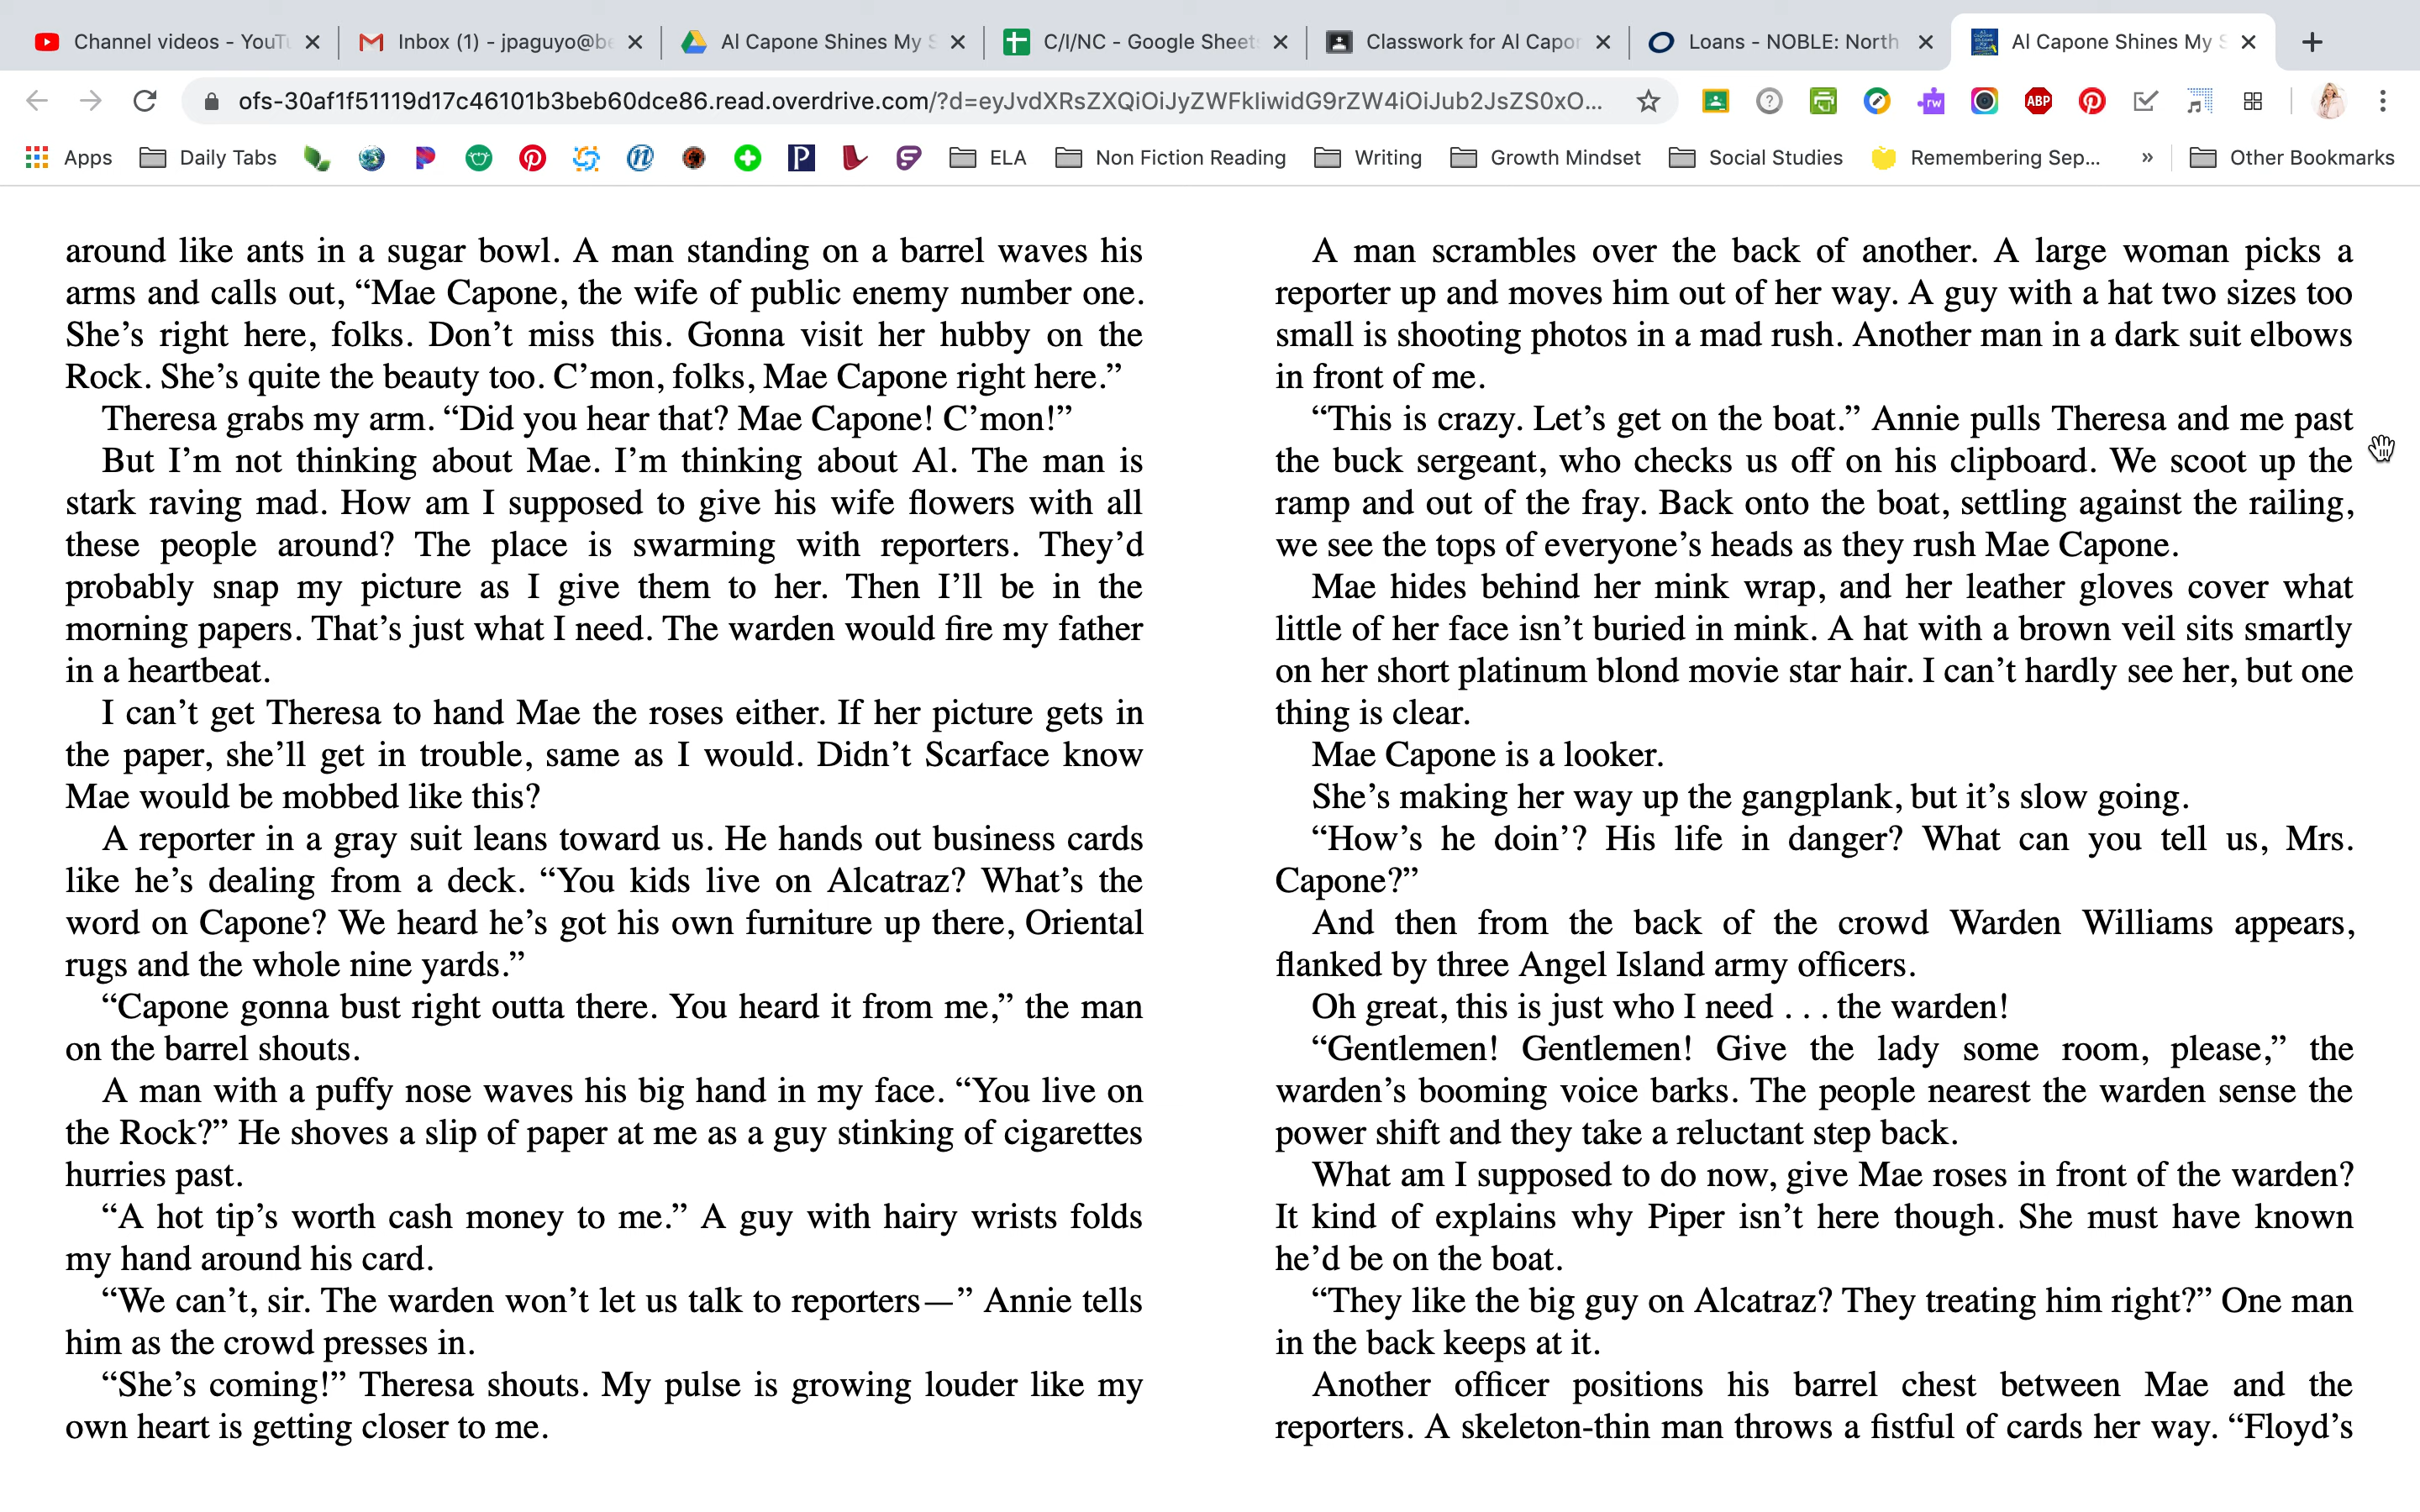 Channel videos - YouT
Inbox (1) - jpaguyo@be
Al Capone Shines My S
C/I/NC - Google Sheet
Classwork for Al Capor
Loans - NOBLE: North
Al Capone Shines My S
ofs-30af1f51119d17c46101b3beb60dce86.read.overdrive.com/?d=eyJvdXRsZXQiOiJyZWFkIiwidG9rZW4iOiJub2JsZS0xO...
rw
ABP
Apps
Daily Tabs
ELA
Non Fiction Reading
Writing
Growth Mindset
Social Studies
Remembering Sep...
»
Other Bookmarks
around like ants in a sugar bowl. A man standing on a barrel waves his
arms and calls out, “Mae Capone, the wife of public enemy number one.
She’s right here, folks. Don’t miss this. Gonna visit her hubby on the
Rock. She’s quite the beauty too. C’mon, folks, Mae Capone right here.”
Theresa grabs my arm. “Did you hear that? Mae Capone! C’mon!”
But I’m not thinking about Mae. I’m thinking about Al. The man is
stark raving mad. How am I supposed to give his wife flowers with all
these people around? The place is swarming with reporters. They’d
probably snap my picture as I give them to her. Then I’ll be in the
morning papers. That’s just what I need. The warden would fire my father
in a heartbeat.
I can’t get Theresa to hand Mae the roses either. If her picture gets in
the paper, she’ll get in trouble, same as I would. Didn’t Scarface know
Mae would be mobbed like this?
A reporter in a gray suit leans toward us. He hands out business cards
like he’s dealing from a deck. “You kids live on Alcatraz? What’s the
word on Capone? We heard he’s got his own furniture up there, Oriental
rugs and the whole nine yards.”
“Capone gonna bust right outta there. You heard it from me,” the man
on the barrel shouts.
A man with a puffy nose waves his big hand in my face. “You live on
the Rock?” He shoves a slip of paper at me as a guy stinking of cigarettes
hurries past.
“A hot tip’s worth cash money to me.” A guy with hairy wrists folds
my hand around his card.
“We can’t, sir. The warden won’t let us talk to reporters—” Annie tells
him as the crowd presses in.
“She’s coming!” Theresa shouts. My pulse is growing louder like my
own heart is getting closer to me.
A man scrambles over the back of another. A large woman picks a
reporter up and moves him out of her way. A guy with a hat two sizes too
small is shooting photos in a mad rush. Another man in a dark suit elbows
in front of me.
“This is crazy. Let’s get on the boat.” Annie pulls Theresa and me past
the buck sergeant, who checks us off on his clipboard. We scoot up the
ramp and out of the fray. Back onto the boat, settling against the railing,
we see the tops of everyone’s heads as they rush Mae Capone.
Mae hides behind her mink wrap, and her leather gloves cover what
little of her face isn’t buried in mink. A hat with a brown veil sits smartly
on her short platinum blond movie star hair. I can’t hardly see her, but one
thing is clear.
Mae Capone is a looker.
She’s making her way up the gangplank, but it’s slow going.
“How’s he doin’? His life in danger? What can you tell us, Mrs.
Capone?”
And then from the back of the crowd Warden Williams appears,
flanked by three Angel Island army officers.
Oh great, this is just who I need . . . the warden!
“Gentlemen! Gentlemen! Give the lady some room, please,” the
warden’s booming voice barks. The people nearest the warden sense the
power shift and they take a reluctant step back.
What am I supposed to do now, give Mae roses in front of the warden?
It kind of explains why Piper isn’t here though. She must have known
he’d be on the boat.
“They like the big guy on Alcatraz? They treating him right?” One man
in the back keeps at it.
Another officer positions his barrel chest between Mae and the
reporters. A skeleton-thin man throws a fistful of cards her way. “Floyd’s